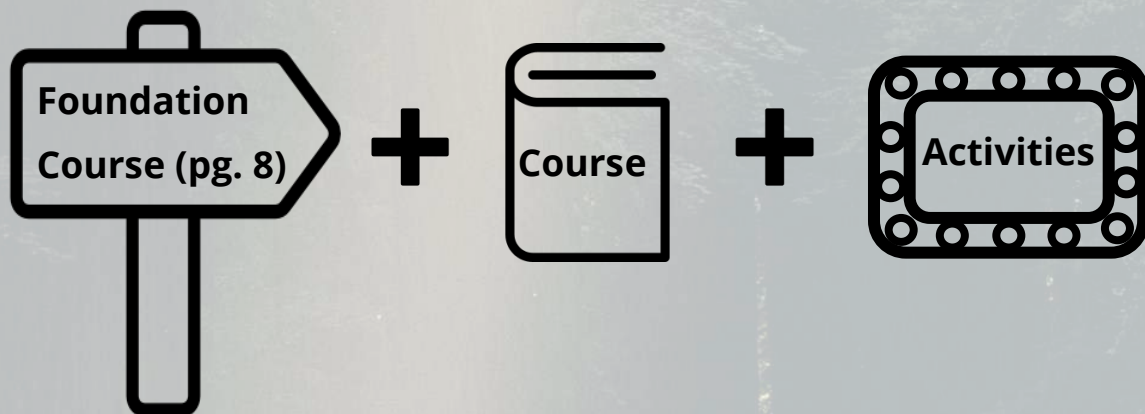 Foundation
Course (pg. 8)
+
Course
+
Activities